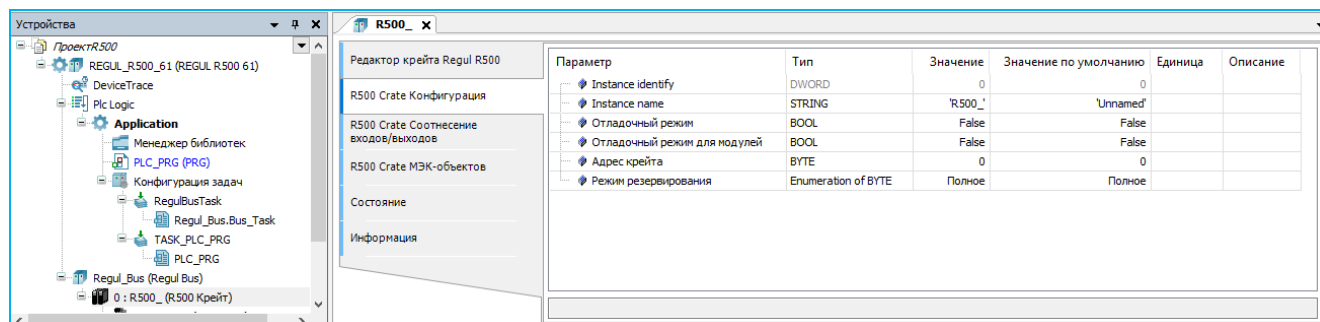 Устройства
ПроектR500
REGUL_R500_61 (REGUL R500 61)
DeviceTrace
Plc Logic
Application
Менеджер библиотек
PLC_PRG (PRG)
Конфигурация задач
RegulBusTask
Regul_Bus.Bus_Task
TASK_PLC_PRG
PLC_PRG
Regul_Bus (Regul Bus)
0 : R500_ (R500 Крейт)
R500_
Редактор крейта Regul R500
R500 Crate Конфигурация
R500 Crate Соотнесение
входов/выходов
R500 Crate МЭК-объектов
Состояние
Информация
Параметр Тип Значение Значение по умолчанию Единица Описание
Instance identify DWORD 0 0
Instance name STRING 'R500_' 'Unnamed'
Отладочный режим BOOL False False
Отладочный режим для модулей BOOL False False
Адрес крейта BYTE 0 0
Режим резервирования Enumeration of BYTE Полное Полное